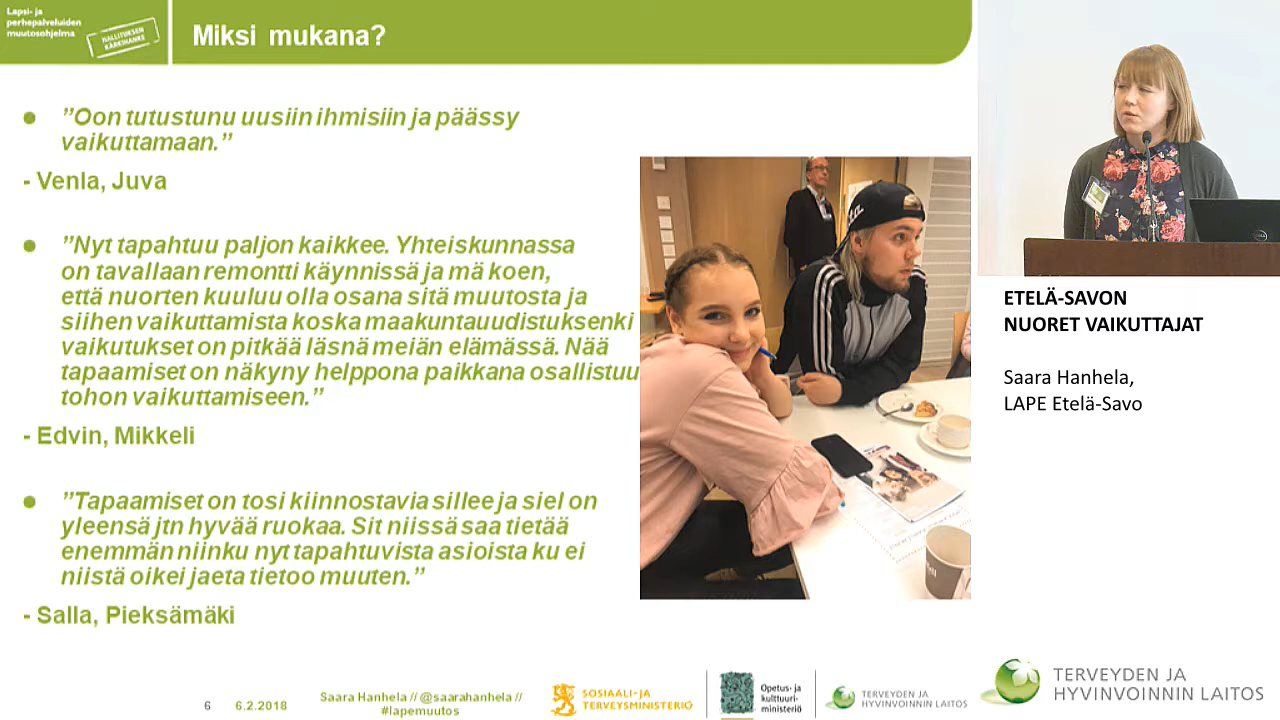 Lapsi- ja
perhepalveluiden
muutosohjelma
HALLITUKSEN
KÄRKIHANKE
Miksi mukana?
”Oon tutustunu uusiin ihmisiin ja päässy
vaikuttamaan.”
- Venla, Juva
”Nyt tapahtuu paljon kaikkee. Yhteiskunnassa
on tavallaan remontti käynnissä ja mä koen,
että nuorten kuuluu olla osana sitä muutosta ja
siihen vaikuttamista koska maakuntauudistuksenki
vaikutukset on pitkää läsnä meiän elämässä. Nää
tapaamiset on näkyny helppona paikkana osallistuu
tohon vaikuttamiseen.”
- Edvin, Mikkeli
”Tapaamiset on tosi kiinnostavia sillee ja siel on
yleensä jtn hyvää ruokaa. Sit niissä saa tietää
enemmän niinku nyt tapahtuvista asioista ku ei
niistä oikei jaeta tietoo muuten.”
- Salla, Pieksämäki
6
6.2.2018
Saara Hanhela // @saarahanhela //
#lapemuutos
SOSIAALI- JA
TERVEYSMINISTERIÖ
Opetus- ja
kulttuuri-
ministeriö
TERVEYDEN JA
HYVINVOINNIN LAITOS
ETELÄ-SAVON
NUORET VAIKUTTAJAT
Saara Hanhela,
LAPE Etelä-Savo
TERVEYDEN JA
HYVINVOINNIN LAITOS